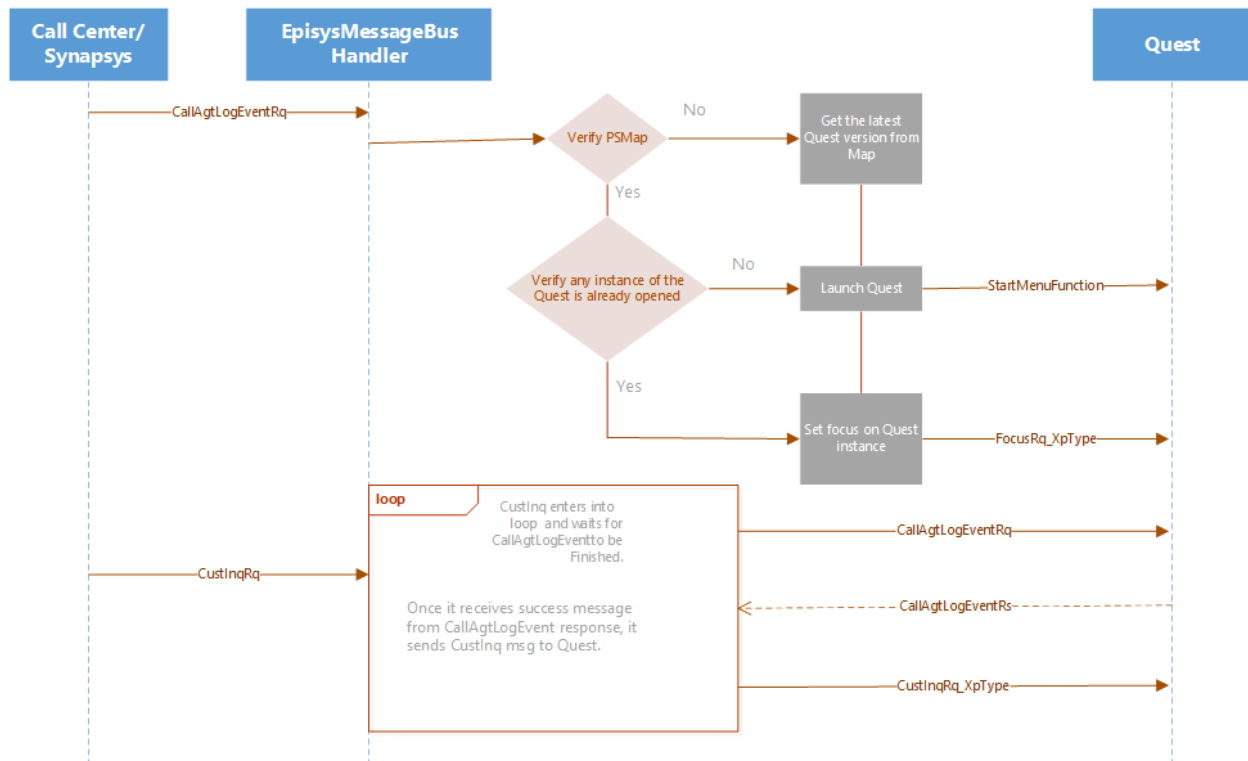 Call Center/
Synapsys
EpisysMessageBus
Handler
Quest
CallAgtLogEventRq
Verify PSMap
No
Get the latest
Quest version from
Map
Yes
Verify any instance of the
Quest is already opened
No
Launch Quest
StartMenuFunction
Yes
Set focus on Quest
instance
FocusRq_XpType
loop
CustInq enters into
loop and waits for
CallAgtLogEventto be
Finished.
CallAgtLogEventRq
CustInqRq
Once it receives success message
from CallAgtLogEvent response, it
sends CustInq msg to Quest.
CallAgtLogEventRs
CustInqRq_XpType